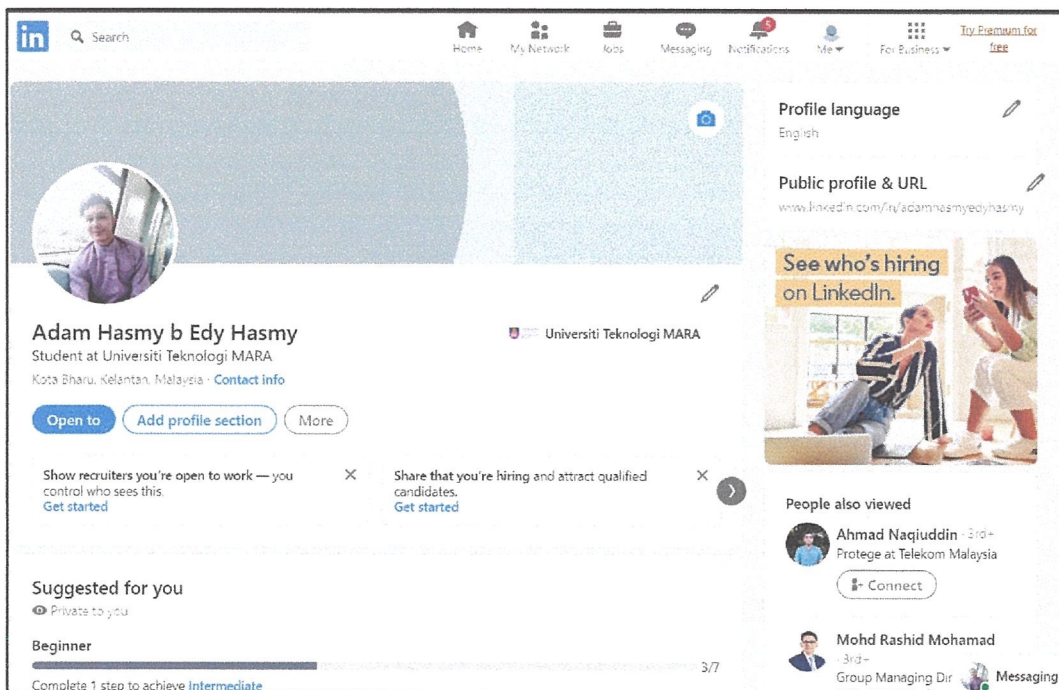 in Search
Home My Network Jobs Messaging 5 Notifications Me For Business Try Premium for free
Adam Hasmy b Edy Hasmy
Student at Universiti Teknologi MARA
Kota Bharu, Kelantan, Malaysia · Contact info
Universiti Teknologi MARA
Open to Add profile section More
Show recruiters you're open to work — you
control who sees this.
Get started
Share that you're hiring and attract qualified
candidates.
Get started
Suggested for you
Private to you
Beginner
3/7
Complete 1 step to achieve Intermediate
Profile language
English
Public profile & URL
www.linkedin.com/in/adamhasmyedyhasmy
See who's hiring
on LinkedIn.
People also viewed
Ahmad Naqiuddin · 3rd+
Protege at Telekom Malaysia
Connect
Mohd Rashid Mohamad
· 3rd+
Group Managing Dir
Messaging